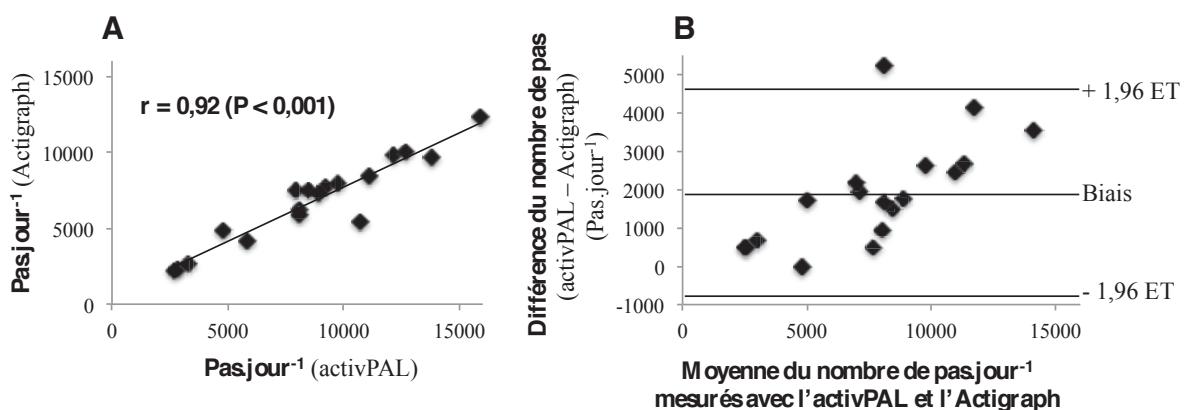 A
15000
10000
5000
0
0
5000
10000
15000
r = 0,92 (P < 0,001)
Pas.jour⁻¹ (Actigraph)
Pas.jour⁻¹ (activPAL)
B
Différence du nombre de pas
(activPAL – Actigraph)
(Pas.jour⁻¹)
5000
4000
3000
2000
1000
0
-1000
0
5000
10000
15000
+ 1,96 ET
Biais
- 1,96 ET
Moyenne du nombre de pas.jour⁻¹
mesurés avec l'activPAL et l'Actigraph